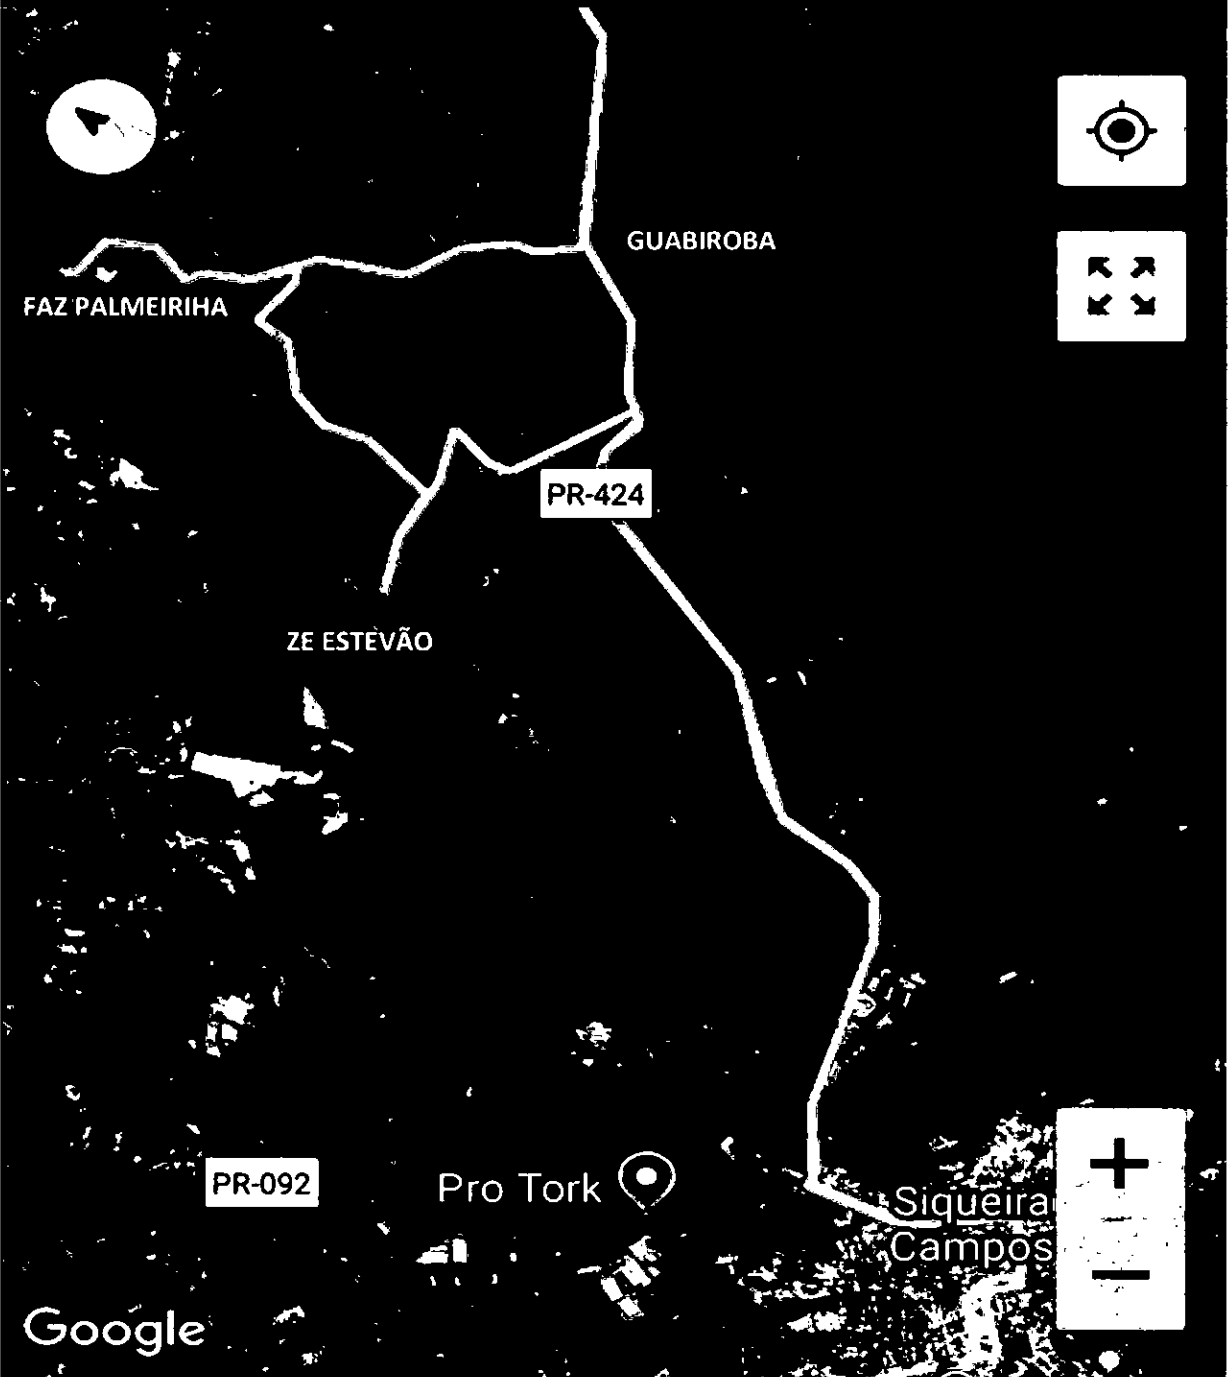 GUABIROBA
FAZ PALMEIRIHA
PR-424
ZE ESTEVÃO
PR-092
Pro Tork
Siqueira
Campos
Google